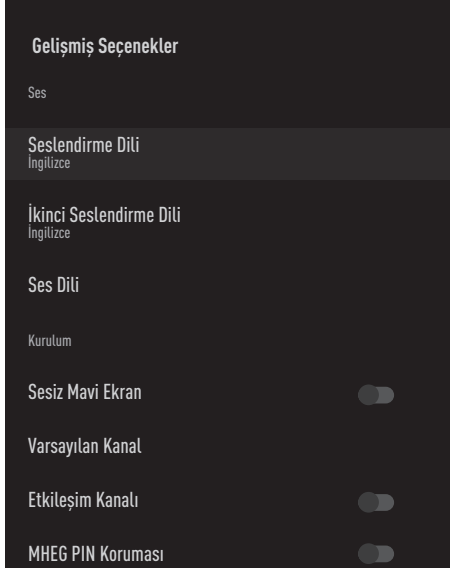 Gelişmiş Seçenekler
Ses
Seslendirme Dili
İngilizce
İkinci Seslendirme Dili
İngilizce
Ses Dili
Kurulum
Sesiz Mavi Ekran
Varsayılan Kanal
Etkileşim Kanalı
MHEG PIN Koruması